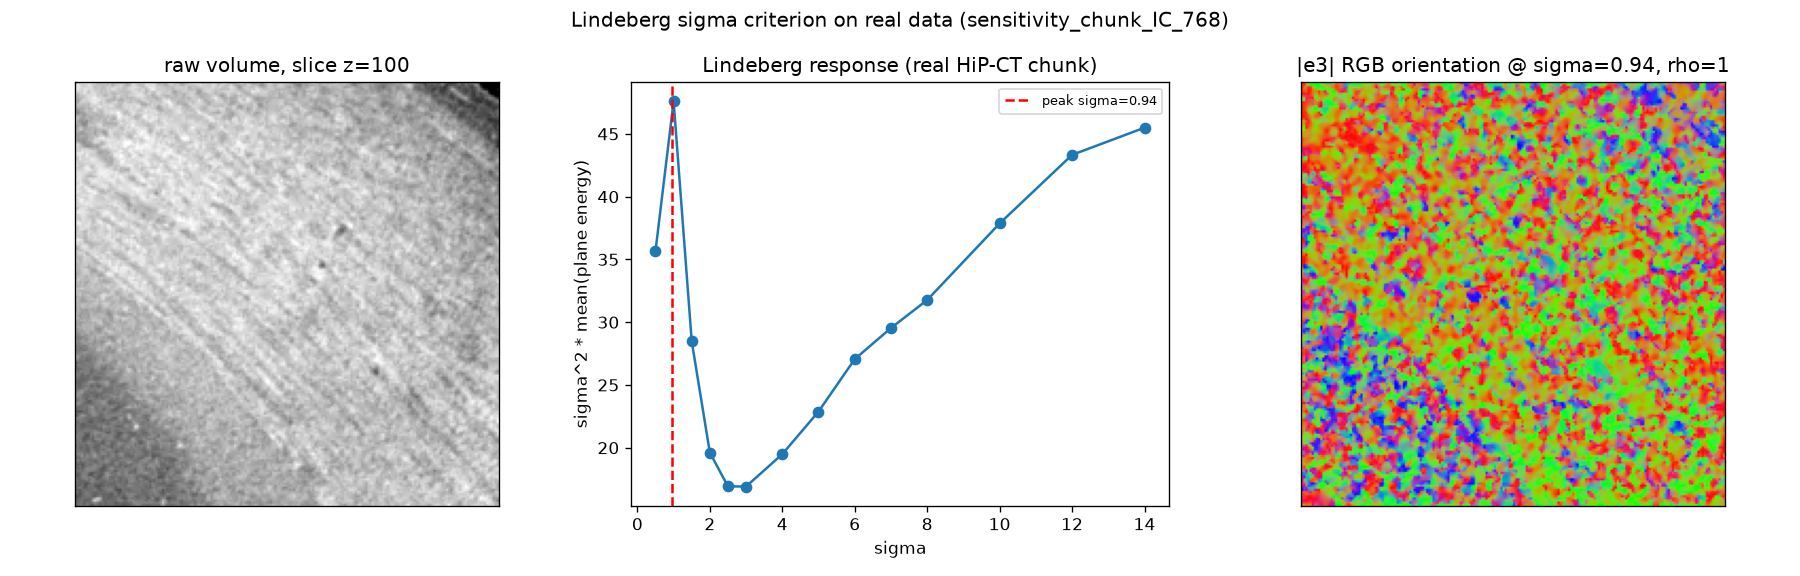 Lindeberg sigma criterion on real data (sensitivity_chunk_IC_768)
raw volume, slice z=100
Lindeberg response (real HiP-CT chunk)
peak sigma=0.94
sigma^2 * mean(plane energy)
45
40
35
30
25
20
0 2 4 6 8 10 12 14
sigma
|e3| RGB orientation @ sigma=0.94, rho=1